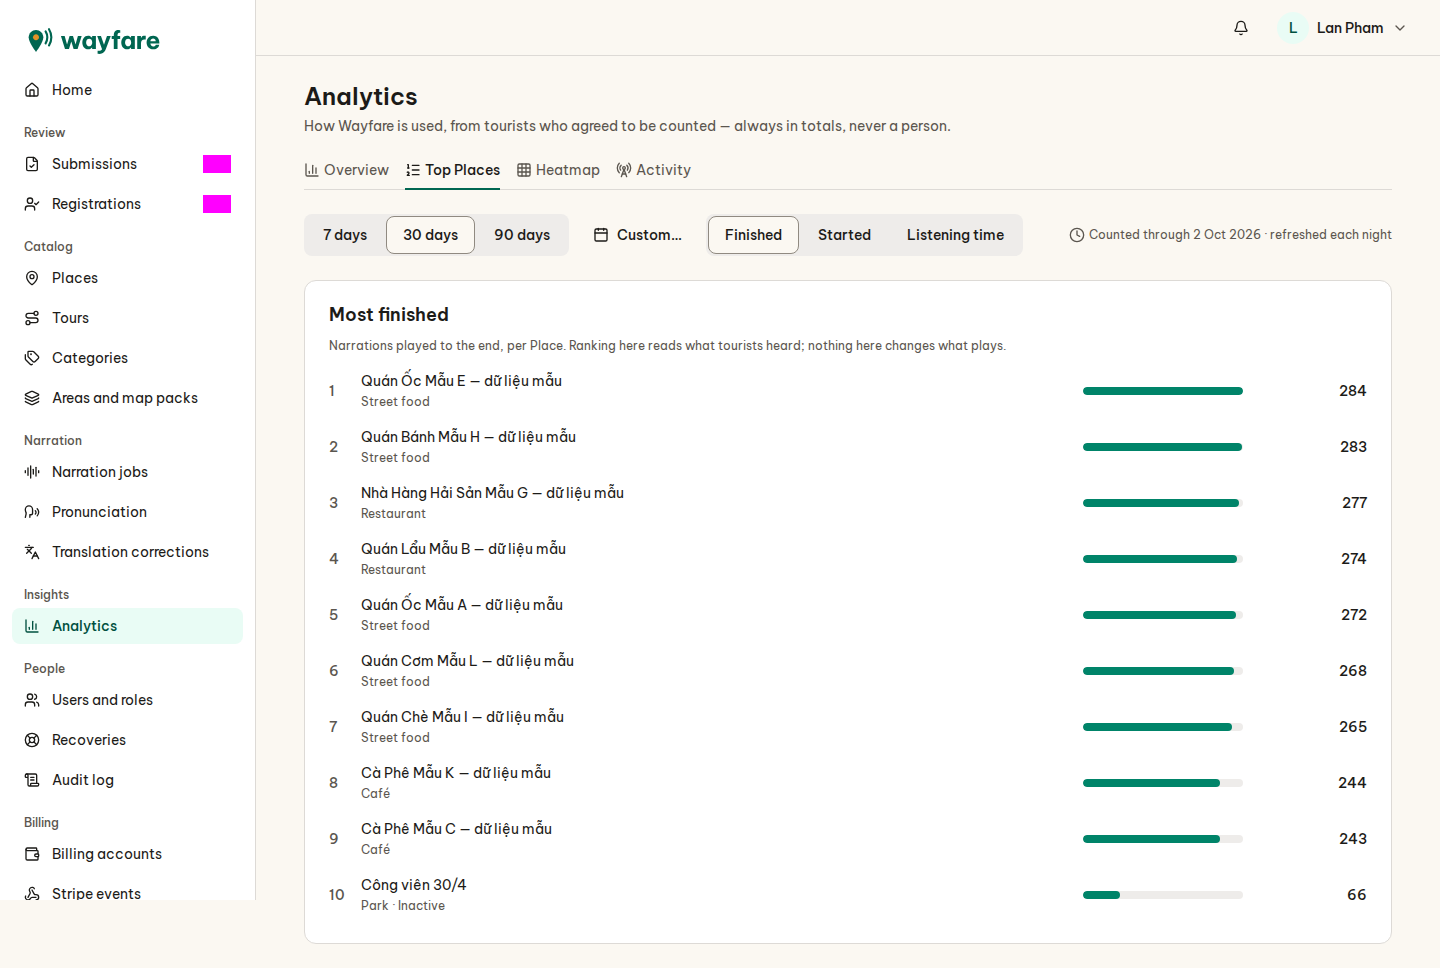 wayfare
Home
Review
Submissions
Registrations
Catalog
Places
Tours
Categories
Areas and map packs
Narration
Narration jobs
Pronunciation
Translation corrections
Insights
Analytics
People
Users and roles
Recoveries
Audit log
Billing
Billing accounts
Stripe events
L Lan Pham
Analytics
How Wayfare is used, from tourists who agreed to be counted — always in totals, never a person.
Overview Top Places Heatmap Activity
7 days 30 days 90 days Custom... Finished Started Listening time Counted through 2 Oct 2026 · refreshed each night
Most finished
Narrations played to the end, per Place. Ranking here reads what tourists heard; nothing here changes what plays.
1 Quán Ốc Mẫu E — dữ liệu mẫu 284
Street food
2 Quán Bánh Mẫu H — dữ liệu mẫu 283
Street food
3 Nhà Hàng Hải Sản Mẫu G — dữ liệu mẫu 277
Restaurant
4 Quán Lẩu Mẫu B — dữ liệu mẫu 274
Restaurant
5 Quán Ốc Mẫu A — dữ liệu mẫu 272
Street food
6 Quán Cơm Mẫu L — dữ liệu mẫu 268
Street food
7 Quán Chè Mẫu I — dữ liệu mẫu 265
Street food
8 Cà Phê Mẫu K — dữ liệu mẫu 244
Café
9 Cà Phê Mẫu C — dữ liệu mẫu 243
Café
10 Công viên 30/4 66
Park · Inactive